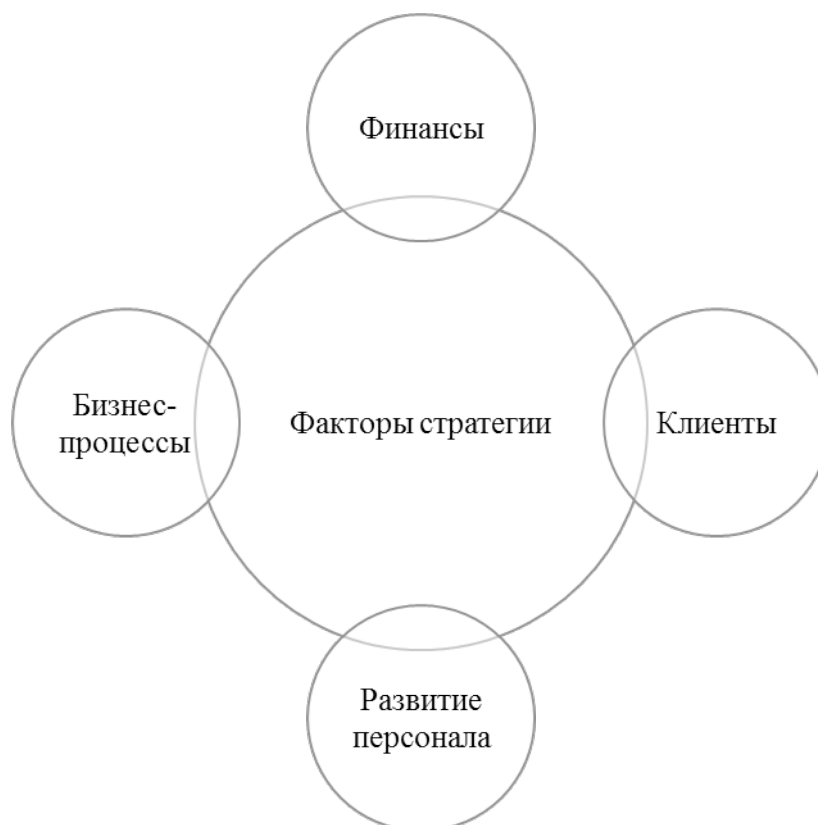 Финансы
Бизнес-
процессы
Факторы стратегии
Клиенты
Развитие
персонала